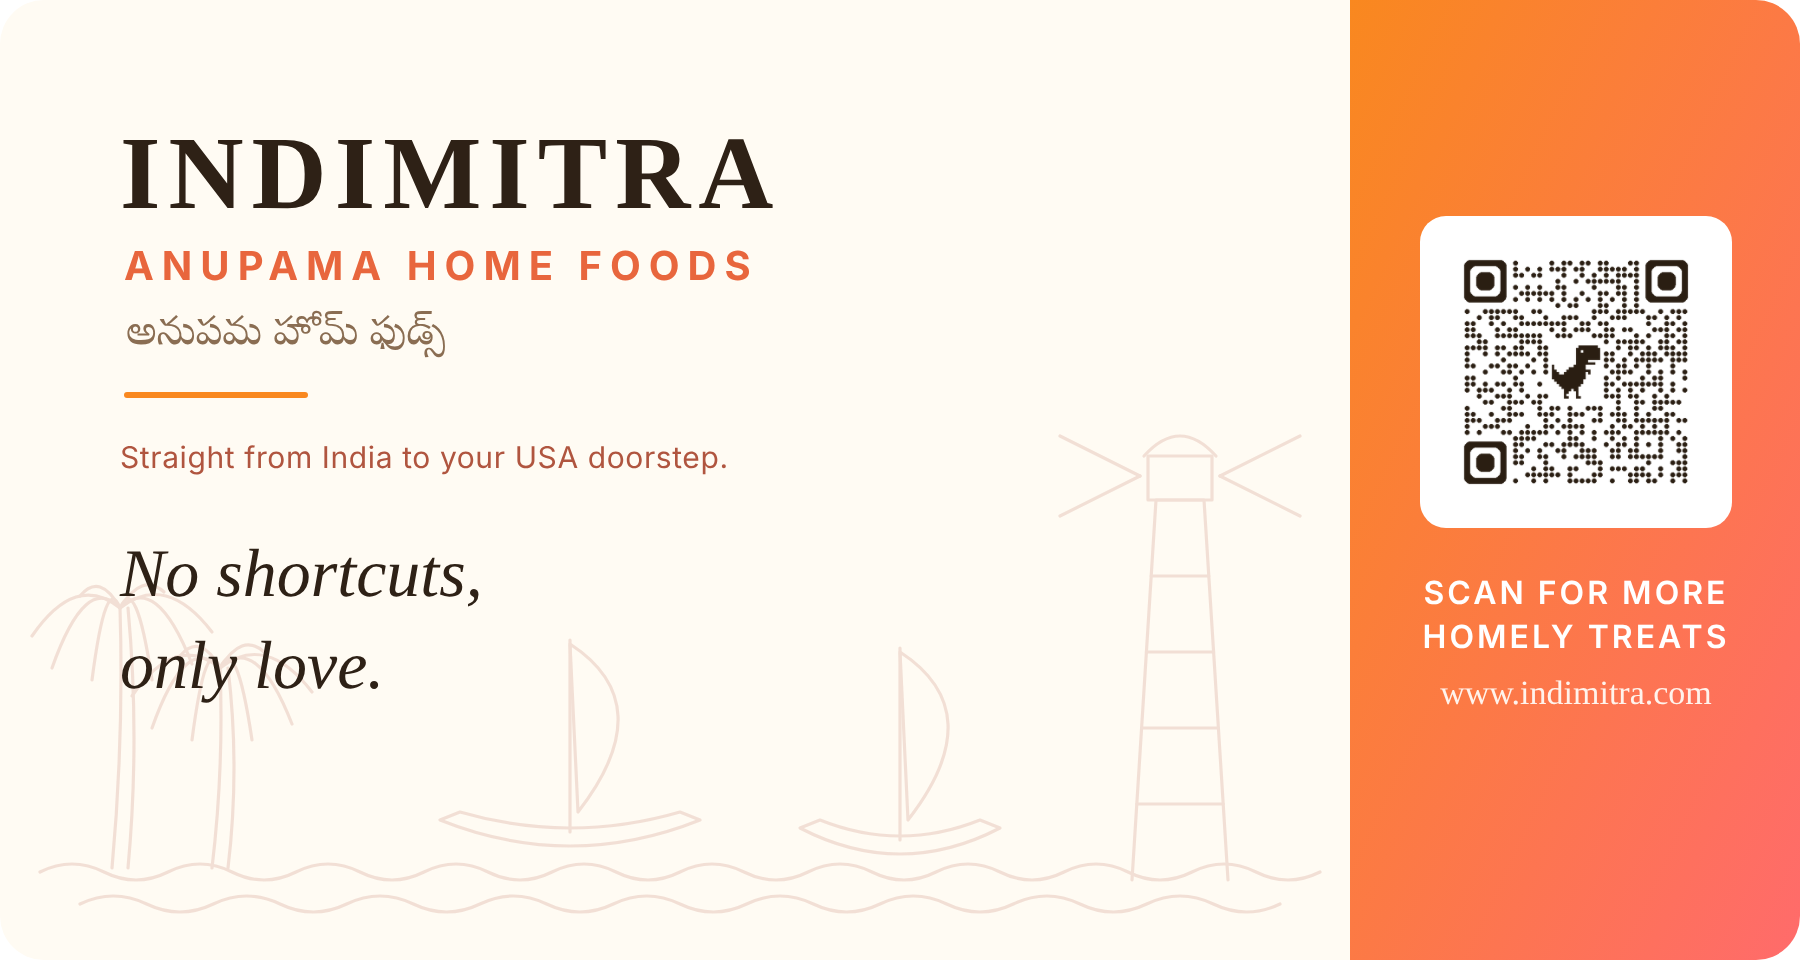 INDIMITRA
ANUPAMA HOME FOODS
అనుపమ హోమ్ ఫుడ్స్
Straight from India to your USA doorstep.
No shortcuts,
only love.
SCAN FOR MORE
HOMELY TREATS
www.indimitra.com